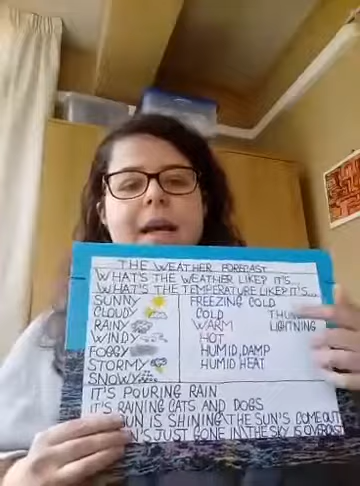 THE WEATHER FORECAST
WHAT'S THE WEATHER LIKE? IT'S...
WHAT'S THE TEMPERATURE LIKE? IT'S...
SUNNY
CLOUDY
RAINY
WINDY
FOGGY
STORMY
SNOWY
FREEZING COLD
COLD
WARM
HOT
HUMID, DAMP
HUMID HEAT
LIGHTNING
IT'S POURING RAIN
IT'S RAINING CATS AND DOGS
SUN IS SHINING THE SUN'S COME OUT
JUST GONE IN THE SKY IS